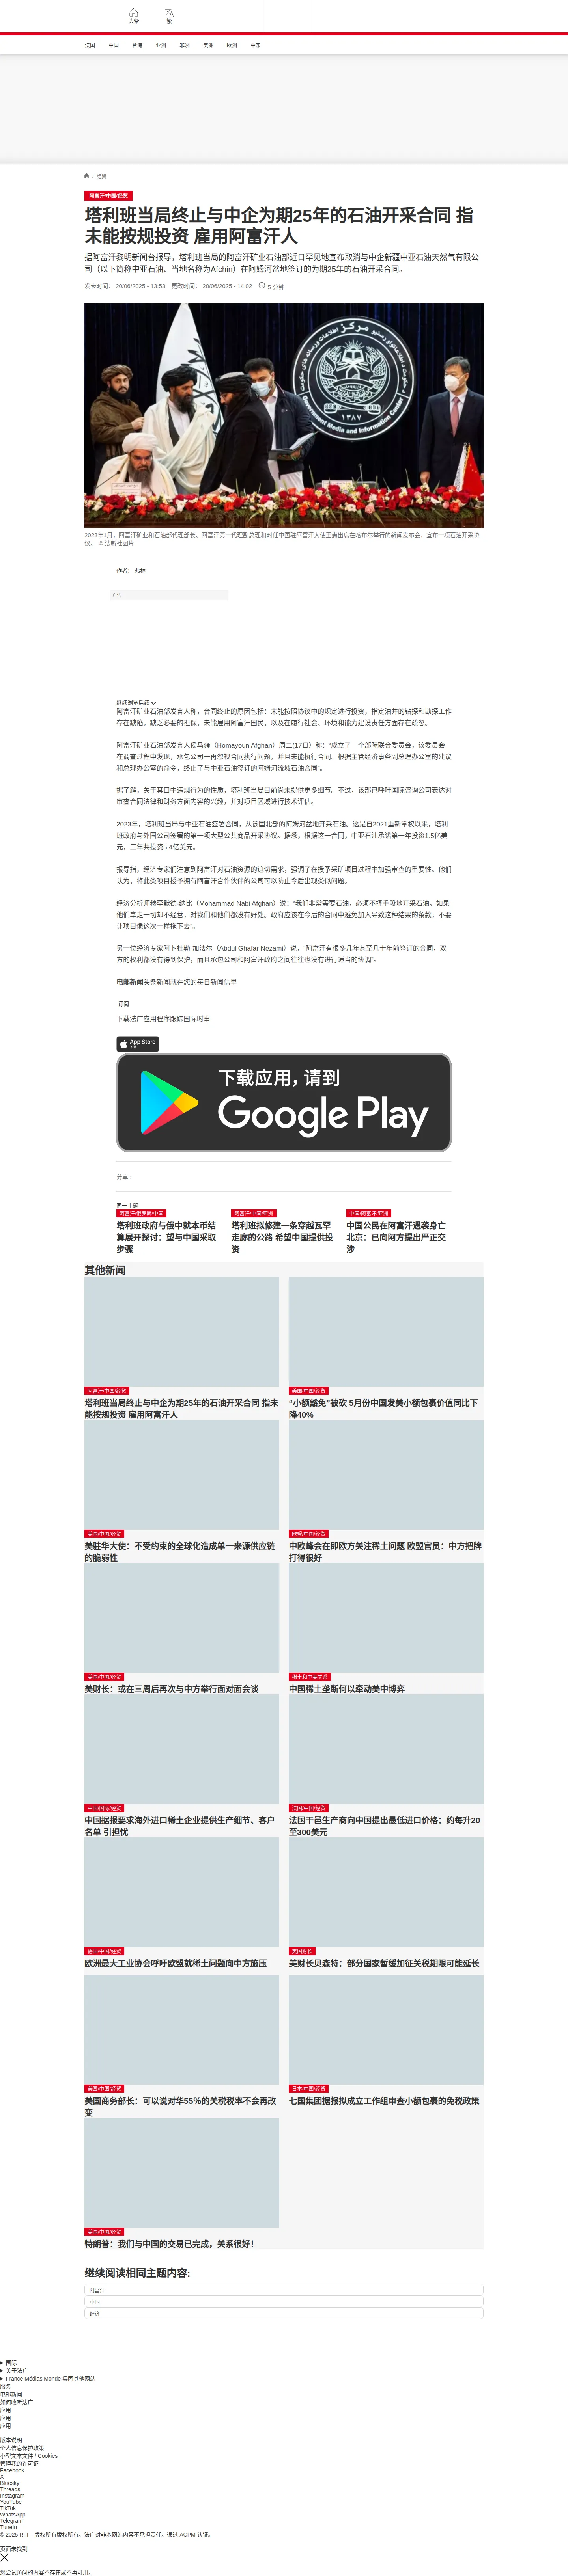 头条
繁
法国 中国 台海 亚洲 非洲 美洲 欧洲 中东
/ 经贸
阿富汗/中国/经贸
塔利班当局终止与中企为期25年的石油开采合同 指
未能按规投资 雇用阿富汗人
据阿富汗黎明新闻台报导，塔利班当局的阿富汗矿业石油部近日罕见地宣布取消与中企新疆中亚石油天然气有限公
司（以下简称中亚石油、当地名称为Afchin）在阿姆河盆地签订的为期25年的石油开采合同。
发表时间： 20/06/2025 - 13:53 更改时间： 20/06/2025 - 14:02 5 分钟
Government Media and Information Center
2023年1月，阿富汗矿业和石油部代理部长、阿富汗第一代理副总理和时任中国驻阿富汗大使王愚出席在喀布尔举行的新闻发布会，宣布一项石油开采协
议。 © 法新社图片
作者： 弗林
广告
继续浏览后续
阿富汗矿业石油部发言人称，合同终止的原因包括：未能按照协议中的规定进行投资，指定油井的钻探和勘探工作
存在缺陷，缺乏必要的担保，未能雇用阿富汗国民，以及在履行社会、环境和能力建设责任方面存在疏忽。
阿富汗矿业石油部发言人侯马雍（Homayoun Afghan）周二(17日）称：“成立了一个部际联合委员会，该委员会
在调查过程中发现，承包公司一再忽视合同执行问题，并且未能执行合同。根据主管经济事务副总理办公室的建议
和总理办公室的命令，终止了与中亚石油签订的阿姆河流域石油合同”。
据了解，关于其口中违规行为的性质，塔利班当局目前尚未提供更多细节。不过，该部已呼吁国际咨询公司表达对
审查合同法律和财务方面内容的兴趣，并对项目区域进行技术评估。
2023年，塔利班当局与中亚石油签署合同，从该国北部的阿姆河盆地开采石油。这是自2021重新掌权以来，塔利
班政府与外国公司签署的第一项大型公共商品开采协议。据悉，根据这一合同，中亚石油承诺第一年投资1.5亿美
元，三年共投资5.4亿美元。
报导指，经济专家们注意到阿富汗对石油资源的迫切需求，强调了在授予采矿项目过程中加强审查的重要性。他们
认为，将此类项目授予拥有阿富汗合作伙伴的公司可以防止今后出现类似问题。
经济分析师穆罕默德·纳比（Mohammad Nabi Afghan）说：“我们非常需要石油，必须不择手段地开采石油。如果
他们拿走一切却不经营，对我们和他们都没有好处。政府应该在今后的合同中避免加入导致这种结果的条款，不要
让项目像这次一样拖下去”。
另一位经济专家阿卜杜勒·加法尔（Abdul Ghafar Nezami）说，“阿富汗有很多几年甚至几十年前签订的合同，双
方的权利都没有得到保护，而且承包公司和阿富汗政府之间往往也没有进行适当的协调”。
电邮新闻头条新闻就在您的每日新闻信里
订阅
下载法广应用程序跟踪国际时事
App Store
下载
下载应用，请到
Google Play
分享 :
同一主题
阿富汗/俄罗斯/中国
塔利班政府与俄中就本币结
算展开探讨：望与中国采取
步骤
阿富汗/中国/亚洲
塔利班拟修建一条穿越瓦罕
走廊的公路 希望中国提供投
资
中国/阿富汗/亚洲
中国公民在阿富汗遇袭身亡
北京：已向阿方提出严正交
涉
其他新闻
阿富汗/中国/经贸
塔利班当局终止与中企为期25年的石油开采合同 指未
能按规投资 雇用阿富汗人
美国/中国/经贸
“小额豁免”被砍 5月份中国发美小额包裹价值同比下
降40%
美国/中国/经贸
美驻华大使：不受约束的全球化造成单一来源供应链
的脆弱性
欧盟/中国/经贸
中欧峰会在即欧方关注稀土问题 欧盟官员：中方把牌
打得很好
美国/中国/经贸
美财长：或在三周后再次与中方举行面对面会谈
稀土和中美关系
中国稀土垄断何以牵动美中博弈
中国/国际/经贸
中国据报要求海外进口稀土企业提供生产细节、客户
名单 引担忧
法国/中国/经贸
法国干邑生产商向中国提出最低进口价格：约每升20
至300美元
德国/中国/经贸
欧洲最大工业协会呼吁欧盟就稀土问题向中方施压
美国财长
美财长贝森特：部分国家暂缓加征关税期限可能延长
美国/中国/经贸
美国商务部长：可以说对华55%的关税税率不会再改
变
日本/中国/经贸
七国集团据报拟成立工作组审查小额包裹的免税政策
美国/中国/经贸
特朗普：我们与中国的交易已完成，关系很好！
继续阅读相同主题内容:
阿富汗
中国
经济
国际
关于法广
France Médias Monde 集团其他网站
服务
电邮新闻
如何收听法广
应用
应用
应用
版本说明
个人信息保护政策
小型文本文件 / Cookies
管理我的许可证
Facebook
X
Bluesky
Threads
Instagram
YouTube
TikTok
WhatsApp
Telegram
TuneIn
© 2025 RFI – 版权所有版权所有。法广对非本网站内容不承担责任。通过 ACPM 认证。
页面未找到
您尝试访问的内容不存在或不再可用。